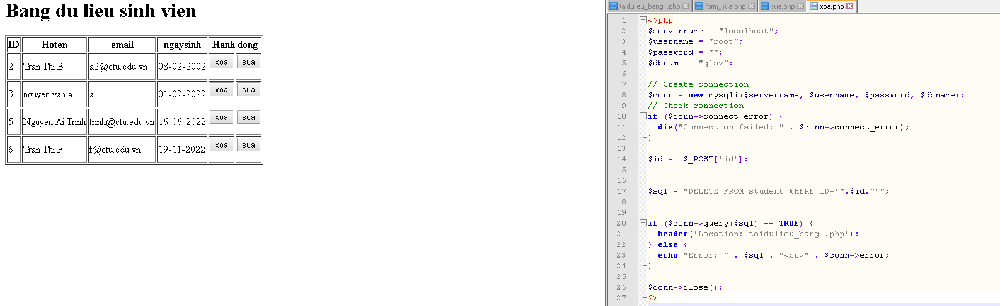 Bang du lieu sinh vien
ID Hoten email ngaysinh Hanh dong
2 Tran Thi B a2@ctu.edu.vn 08-02-2002 xoa sua
3 nguyen van a a 01-02-2022 xoa sua
5 Nguyen Ai Trinh trinh@ctu.edu.vn 16-06-2022 xoa sua
6 Tran Thi F f@ctu.edu.vn 19-11-2022 xoa sua
taidulieu_bang1.php form_sua.php sua.php xoa.php
1 <?php
2 $servername = "localhost";
3 $username = "root";
4 $password = "";
5 $dbname = "qlsv";
6
7 // Create connection
8 $conn = new mysqli($servername, $username, $password, $dbname);
9 // Check connection
10 if ($conn->connect_error) {
11 die("Connection failed: " . $conn->connect_error);
12 }
13
14 $id = $_POST['id'];
15
16
17 $sql = "DELETE FROM student WHERE ID='".$id."'";
18
19
20 if ($conn->query($sql) == TRUE) {
21 header('Location: taidulieu_bang1.php');
22 } else {
23 echo "Error: " . $sql . "<br>" . $conn->error;
24 }
25
26 $conn->close();
27 ?>